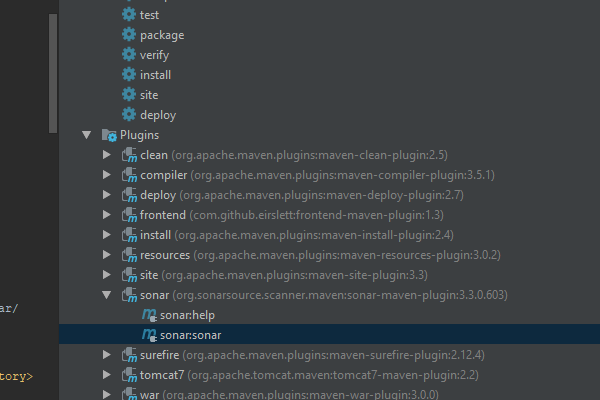 test
package
verify
install
site
deploy
Plugins
clean (org.apache.maven.plugins:maven-clean-plugin:2.5)
compiler (org.apache.maven.plugins:maven-compiler-plugin:3.5.1)
deploy (org.apache.maven.plugins:maven-deploy-plugin:2.7)
frontend (com.github.eirslett:frontend-maven-plugin:1.3)
install (org.apache.maven.plugins:maven-install-plugin:2.4)
resources (org.apache.maven.plugins:maven-resources-plugin:3.0.2)
site (org.apache.maven.plugins:maven-site-plugin:3.3)
sonar (org.sonarsource.scanner.maven:sonar-maven-plugin:3.3.0.603)
ar/
sonar:help
sonar:sonar
surefire (org.apache.maven.plugins:maven-surefire-plugin:2.12.4)
tory>
tomcat7 (org.apache.tomcat.maven:tomcat7-maven-plugin:2.2)
war (org.apache.maven.plugins:maven-war-plugin:3.0.0)